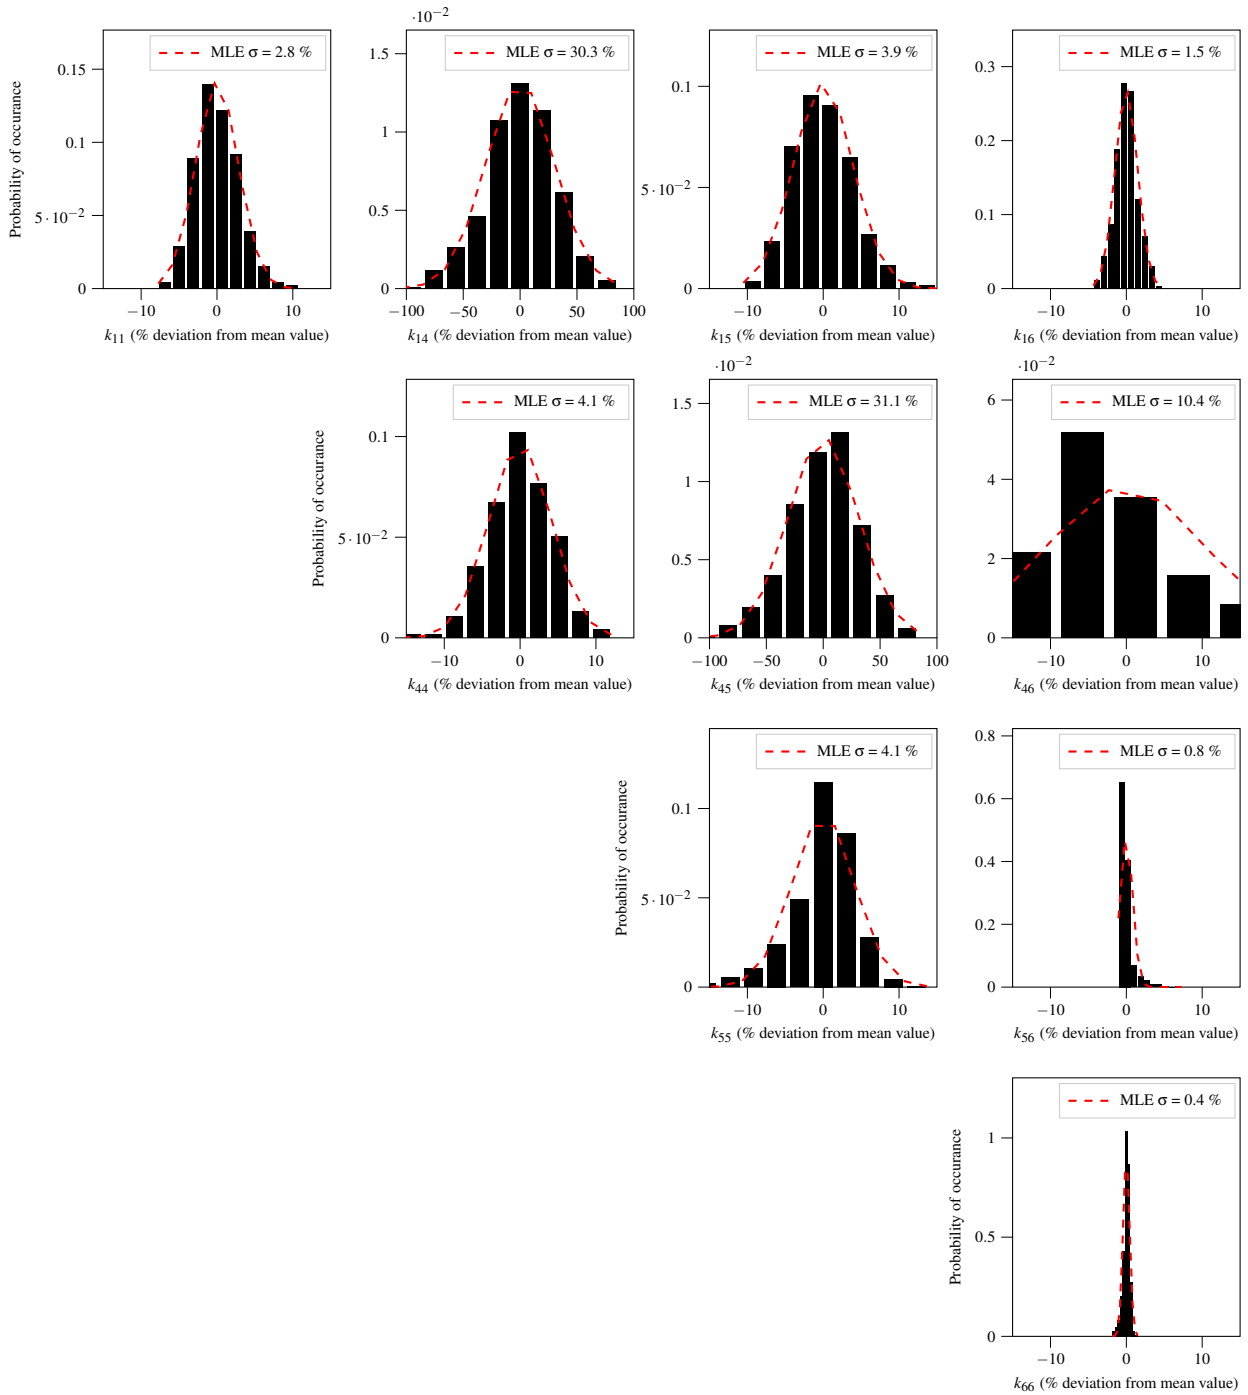 ·10⁻²
MLE σ = 2.8 %
MLE σ = 30.3 %
MLE σ = 3.9 %
MLE σ = 1.5 %
Probability of occurance
0.15
0.1
5 · 10⁻²
0
1.5
1
0.5
0
0.1
5 · 10⁻²
0
0.3
0.2
0.1
0
−10 0 10
−100 −50 0 50 100
−10 0 10
−10 0 10
k₁₁ (% deviation from mean value)
k₁₄ (% deviation from mean value)
k₁₅ (% deviation from mean value)
k₁₆ (% deviation from mean value)
·10⁻²
·10⁻²
MLE σ = 4.1 %
MLE σ = 31.1 %
MLE σ = 10.4 %
Probability of occurance
0.1
5 · 10⁻²
0
1.5
1
0.5
0
6
4
2
0
−10 0 10
−100 −50 0 50 100
−10 0 10
k₄₄ (% deviation from mean value)
k₄₅ (% deviation from mean value)
k₄₆ (% deviation from mean value)
MLE σ = 4.1 %
MLE σ = 0.8 %
Probability of occurance
0.1
5 · 10⁻²
0
0.8
0.6
0.4
0.2
0
−10 0 10
−10 0 10
k₅₅ (% deviation from mean value)
k₅₆ (% deviation from mean value)
MLE σ = 0.4 %
Probability of occurance
1
0.5
0
−10 0 10
k₆₆ (% deviation from mean value)